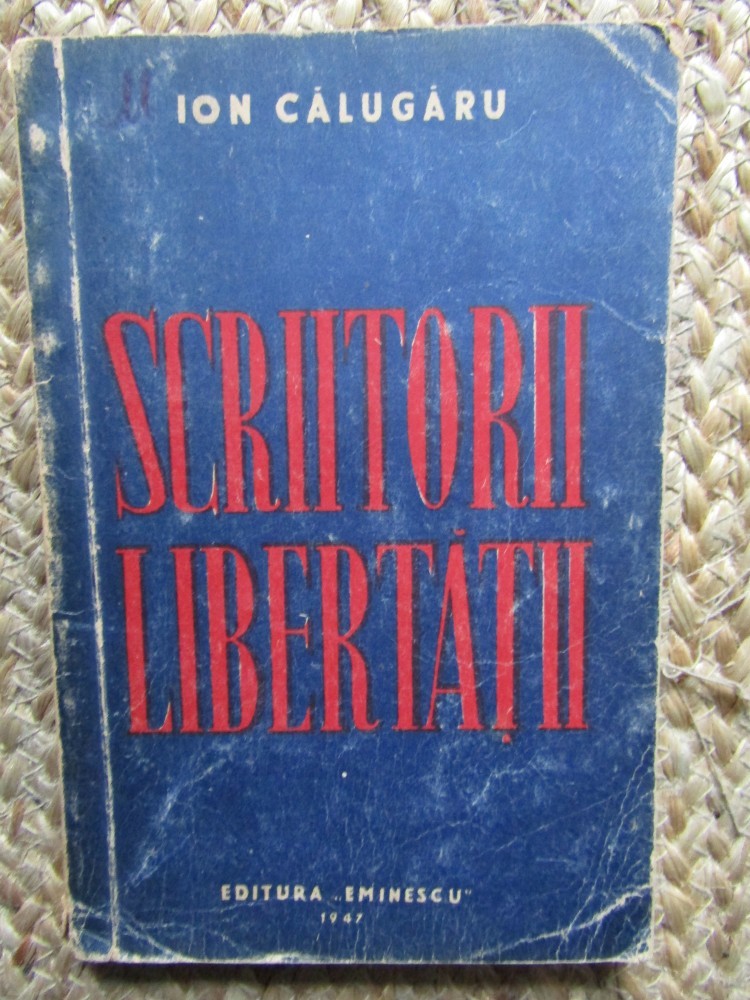 ION CĂLUGĂRU
SCRIITORII
LIBERTĂȚII
EDITURA „EMINESCU"
1947